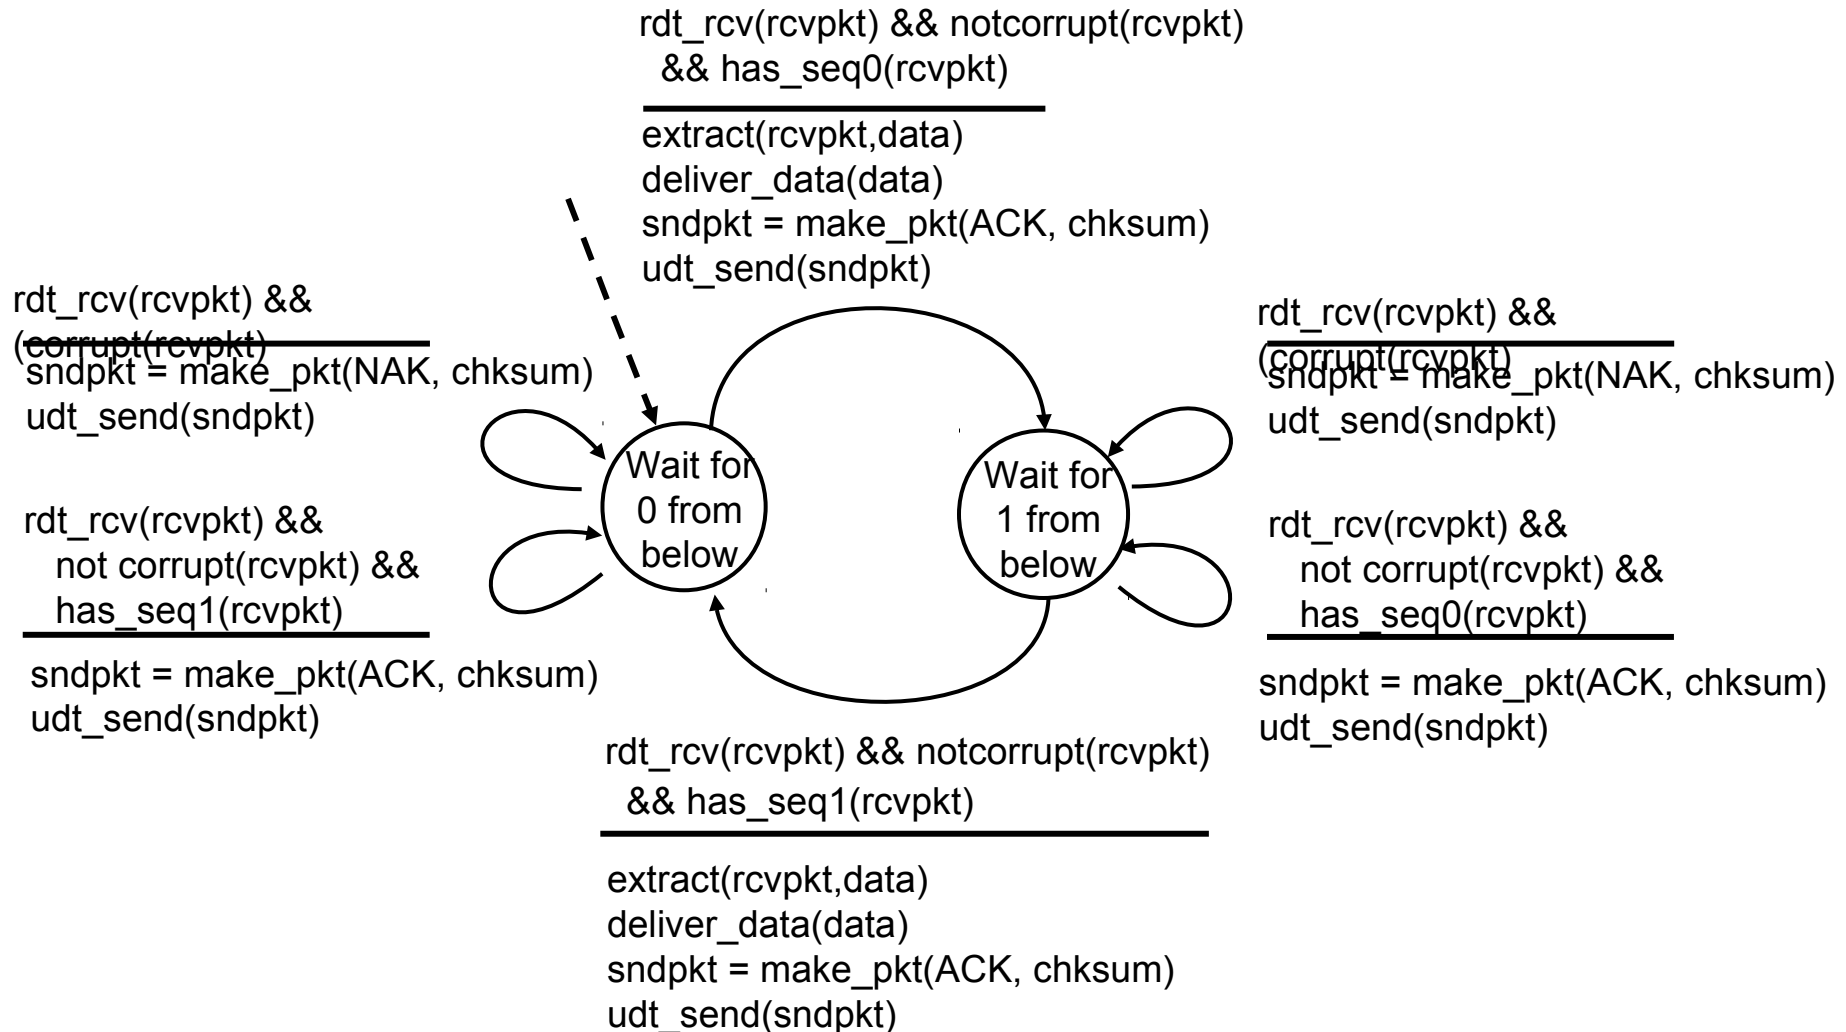 rdt_rcv(rcvpkt) && notcorrupt(rcvpkt)
&& has_seq0(rcvpkt)
extract(rcvpkt,data)
deliver_data(data)
sndpkt = make_pkt(ACK, chksum)
udt_send(sndpkt)
rdt_rcv(rcvpkt) &&
(corrupt(rcvpkt)
sndpkt = make_pkt(NAK, chksum)
udt_send(sndpkt)
rdt_rcv(rcvpkt) &&
not corrupt(rcvpkt) &&
has_seq1(rcvpkt)
sndpkt = make_pkt(ACK, chksum)
udt_send(sndpkt)
Wait for
0 from
below
Wait for
1 from
below
rdt_rcv(rcvpkt) &&
(corrupt(rcvpkt)
sndpkt = make_pkt(NAK, chksum)
udt_send(sndpkt)
rdt_rcv(rcvpkt) &&
not corrupt(rcvpkt) &&
has_seq0(rcvpkt)
sndpkt = make_pkt(ACK, chksum)
udt_send(sndpkt)
rdt_rcv(rcvpkt) && notcorrupt(rcvpkt)
&& has_seq1(rcvpkt)
extract(rcvpkt,data)
deliver_data(data)
sndpkt = make_pkt(ACK, chksum)
udt_send(sndpkt)